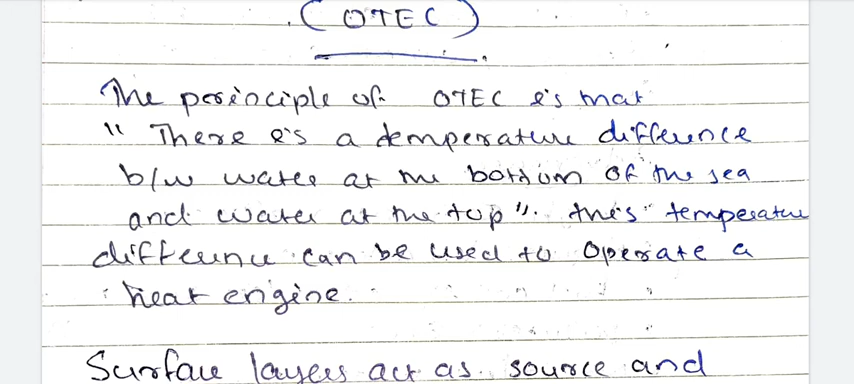 (OTEC)
The principle of OTEC is that
" There is a temperature difference
b/w water at the bottom of the sea
and water at the top". this temperature
difference can be used to operate a
heat engine.
Surface layers act as source and